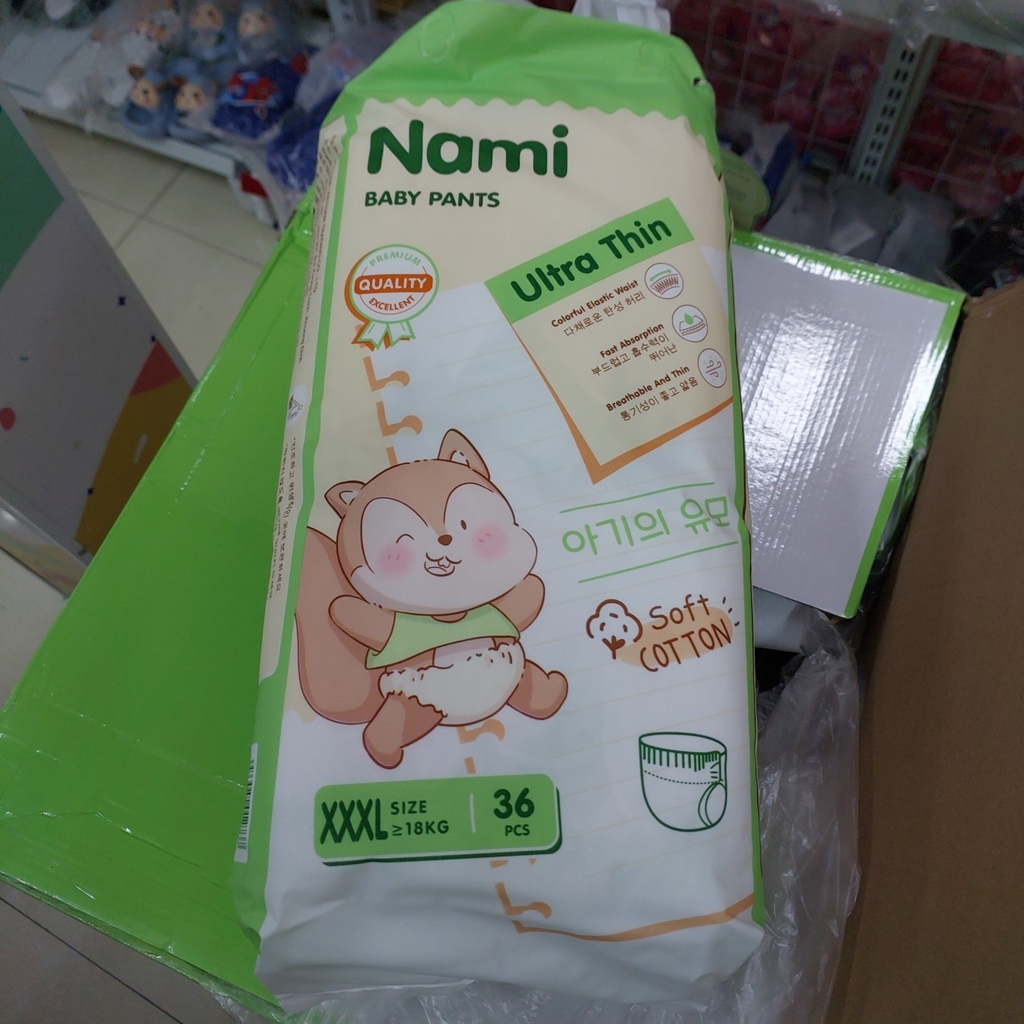 Nami
BABY PANTS
PREMIUM
QUALITY
EXCELLENT
Ultra Thin
Colorful Elastic Waist
다채로운 탄성 허리
Fast Absorption
부드럽고 흡수력이
뛰어난
Breathable And Thin
통기성이 좋고 얇음
아기의 유모
Soft
COTTON
XXXL SIZE
≥18KG
36
PCS